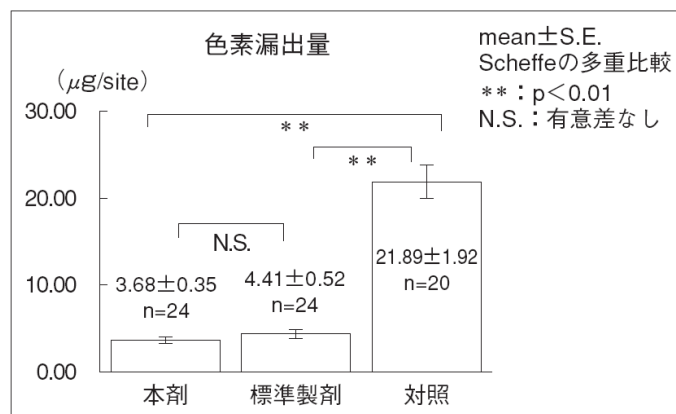 色素漏出量
mean±S.E.
Scheffeの多重比較
**：p＜0.01
N.S.：有意差なし
（μg/site）
30.00
20.00
10.00
0.00
**
**
N.S.
3.68±0.35
n=24
4.41±0.52
n=24
21.89±1.92
n=20
本剤 標準製剤 対照